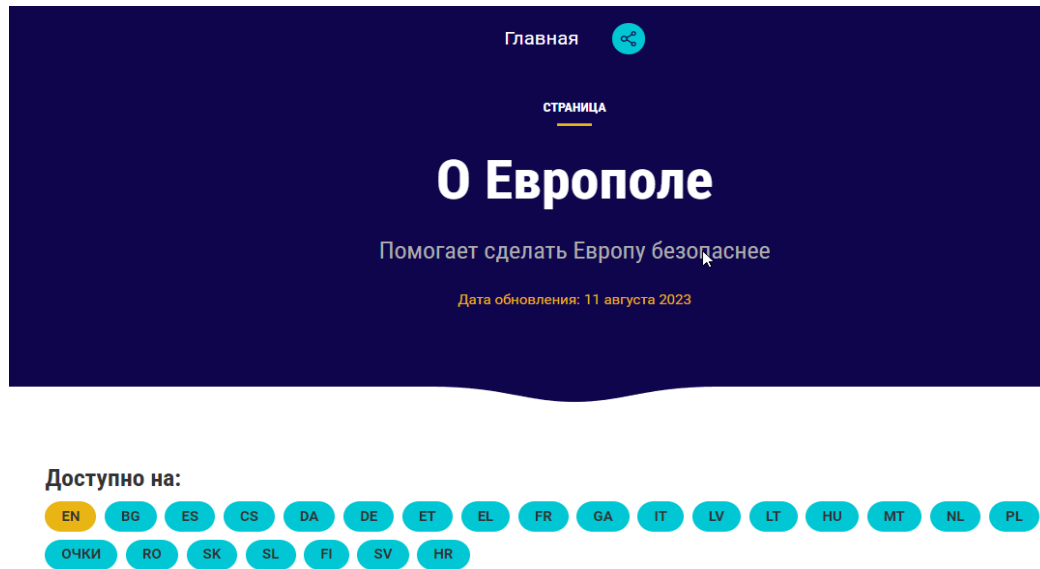 Главная
СТРАНИЦА
О Европоле
Помогает сделать Европу безопаснее
Дата обновления: 11 августа 2023
Доступно на:
EN BG ES CS DA DE ET EL FR GA IT LV LT HU MT NL PL
ОЧКИ RO SK SL FI SV HR